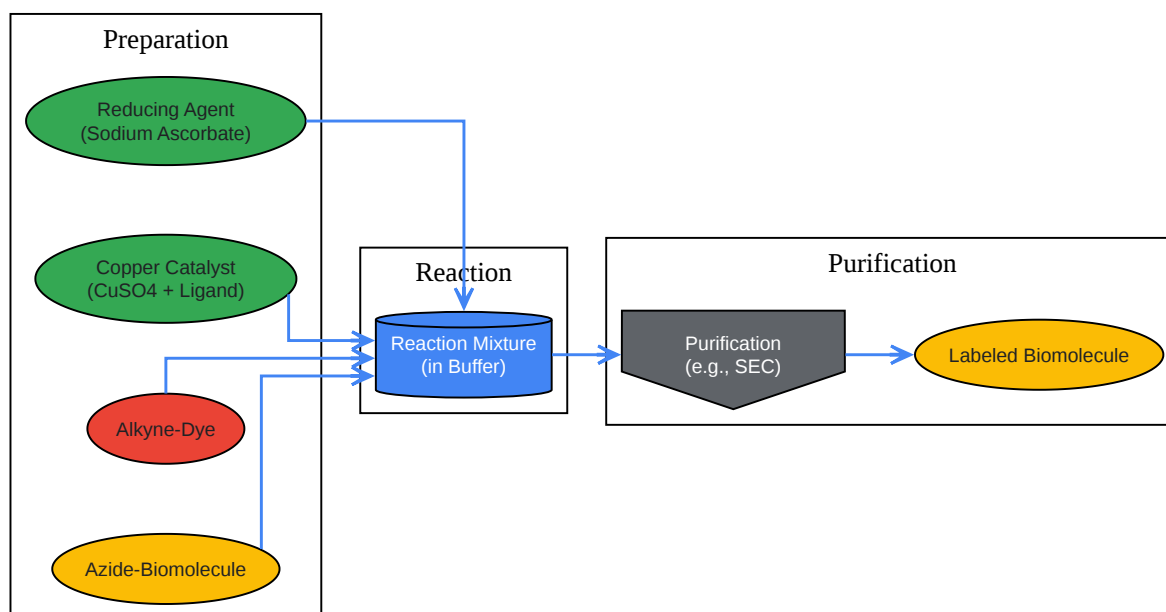 Preparation
Reducing Agent
(Sodium Ascorbate)
Copper Catalyst
(CuSO4 + Ligand)
Alkyne-Dye
Azide-Biomolecule
Reaction
Reaction Mixture
(in Buffer)
Purification
Purification
(e.g., SEC)
Labeled Biomolecule